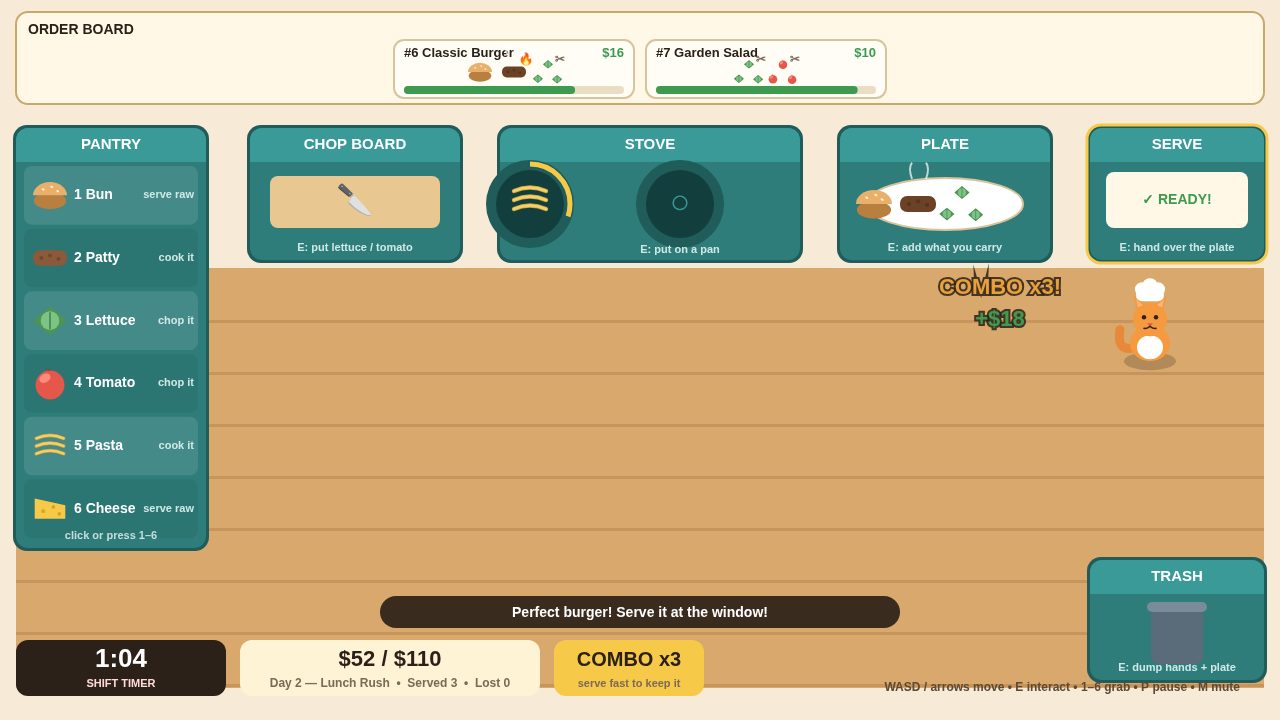 ORDER BOARD
#6 Classic Burger $16
#7 Garden Salad $10
PANTRY
1 Bun serve raw
2 Patty cook it
3 Lettuce chop it
4 Tomato chop it
5 Pasta cook it
6 Cheese serve raw
click or press 1–6
CHOP BOARD
E: put lettuce / tomato
STOVE
E: put on a pan
PLATE
E: add what you carry
SERVE
✓ READY!
E: hand over the plate
COMBO x3!
+$18
TRASH
E: dump hands + plate
Perfect burger! Serve it at the window!
1:04
SHIFT TIMER
$52 / $110
Day 2 — Lunch Rush • Served 3 • Lost 0
COMBO x3
serve fast to keep it
WASD / arrows move • E interact • 1–6 grab • P pause • M mute